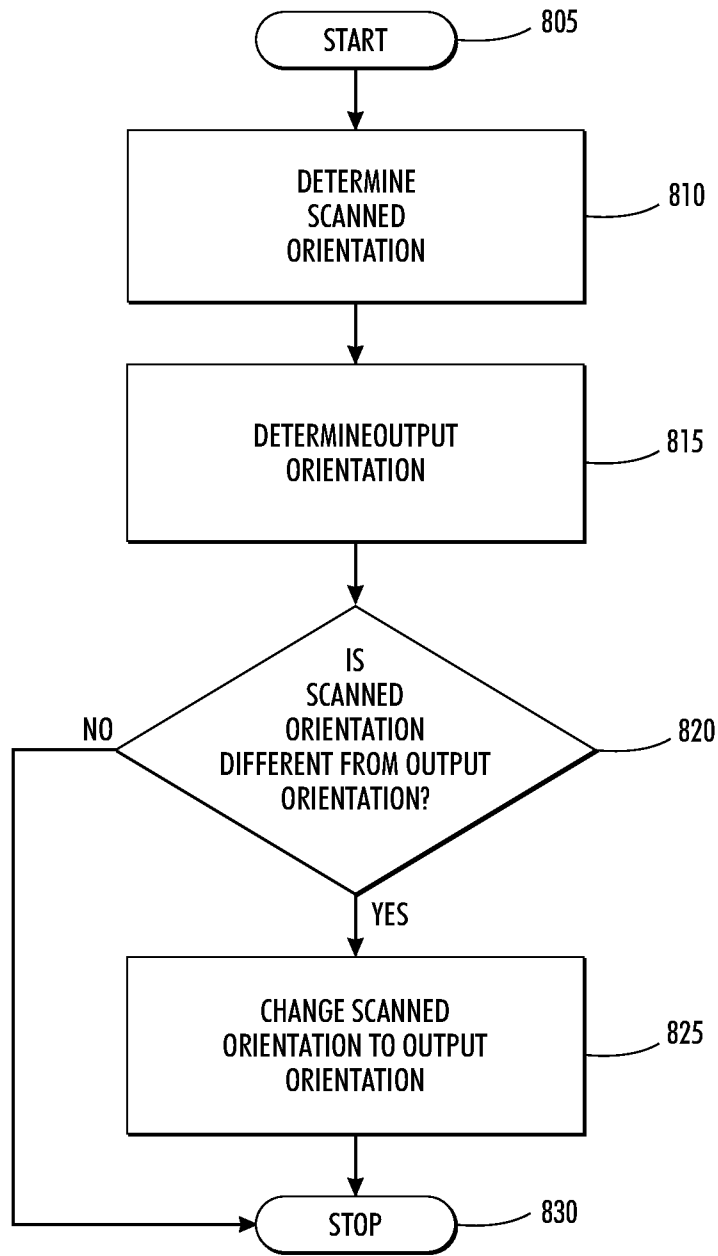 START
805
DETERMINE
SCANNED
ORIENTATION
810
DETERMINEOUTPUT
ORIENTATION
815
IS
SCANNED
ORIENTATION
DIFFERENT FROM OUTPUT
ORIENTATION?
820
NO
YES
CHANGE SCANNED
ORIENTATION TO OUTPUT
ORIENTATION
825
STOP
830